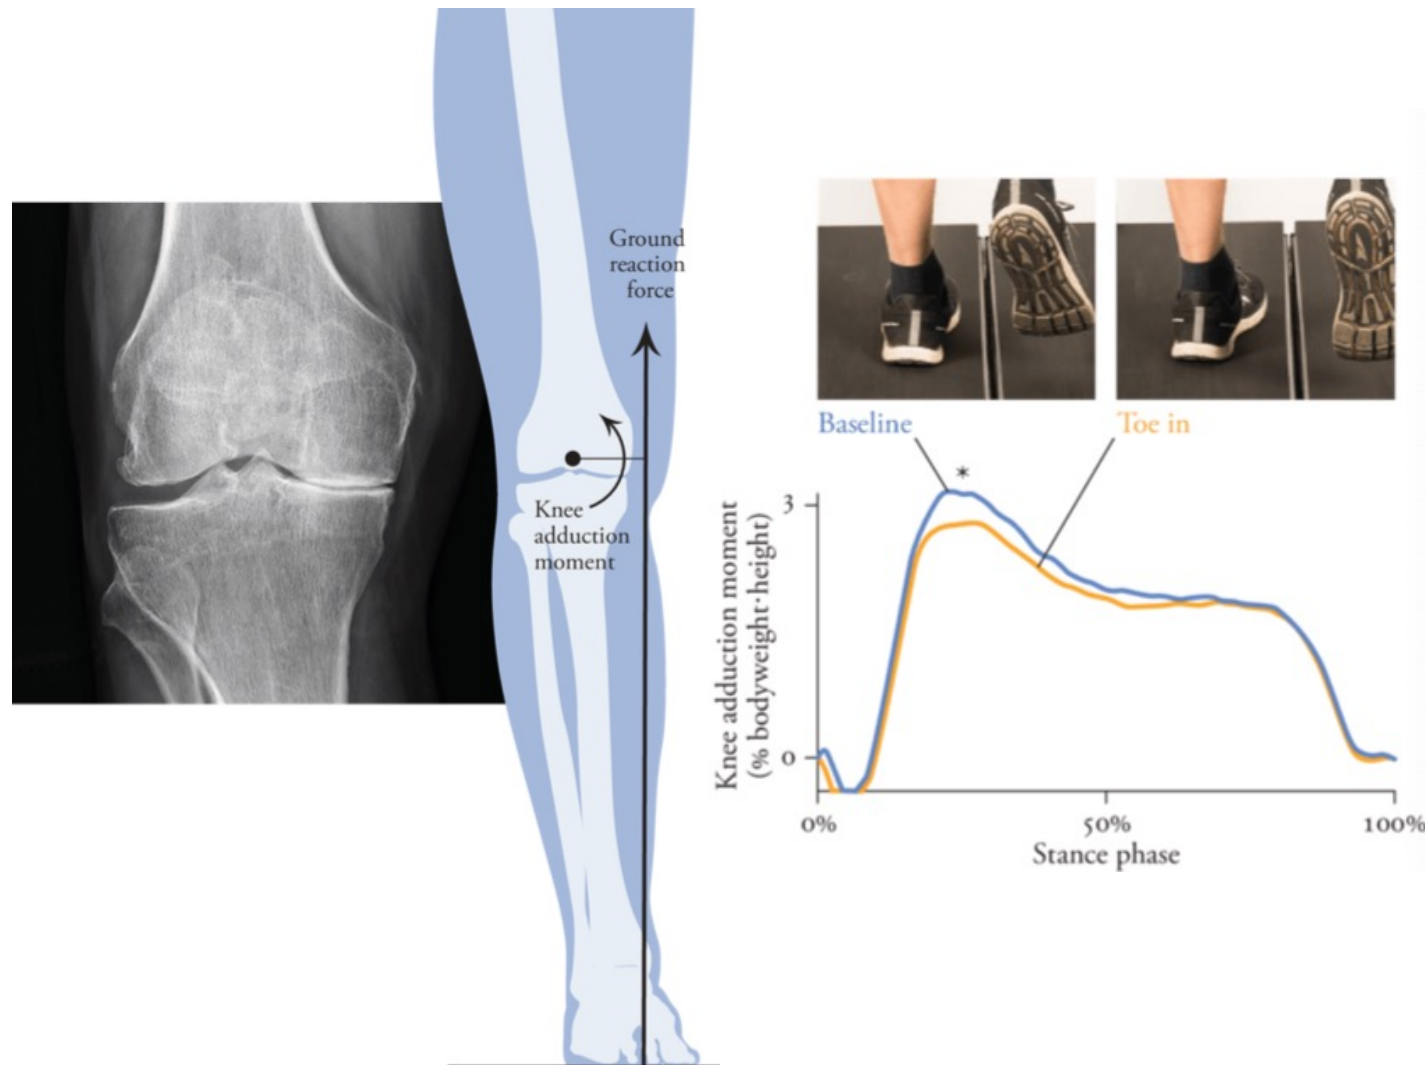 Ground
reaction
force
Knee
adduction
moment
Baseline
Toe in
*
Knee adduction moment
(% bodyweight·height)
3
0
0%
50%
100%
Stance phase